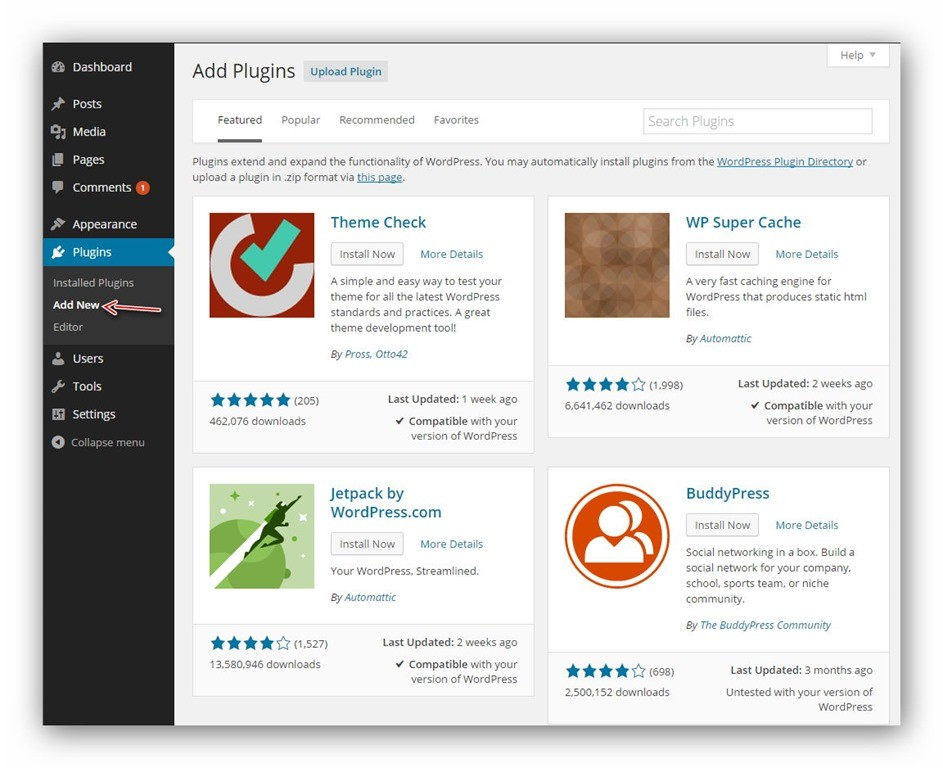 Dashboard
Posts
Media
Pages
Comments 1
Appearance
Plugins
Installed Plugins
Add New
Editor
Users
Tools
Settings
Collapse menu
Help
Add Plugins Upload Plugin
Featured Popular Recommended Favorites Search Plugins
Plugins extend and expand the functionality of WordPress. You may automatically install plugins from the WordPress Plugin Directory or
upload a plugin in .zip format via this page.
Theme Check
Install Now More Details
A simple and easy way to test your
theme for all the latest WordPress
standards and practices. A great
theme development tool!
By Pross, Otto42
(205)
462,076 downloads
Last Updated: 1 week ago
✔ Compatible with your
version of WordPress
WP Super Cache
Install Now More Details
A very fast caching engine for
WordPress that produces static html
files.
By Automattic
(1,998)
6,641,462 downloads
Last Updated: 2 weeks ago
✔ Compatible with your
version of WordPress
Jetpack by
WordPress.com
Install Now More Details
Your WordPress, Streamlined.
By Automattic
(1,527)
13,580,946 downloads
Last Updated: 2 weeks ago
✔ Compatible with your
version of WordPress
BuddyPress
Install Now More Details
Social networking in a box. Build a
social network for your company,
school, sports team, or niche
community.
By The BuddyPress Community
(698)
2,500,152 downloads
Last Updated: 3 months ago
Untested with your version of
WordPress